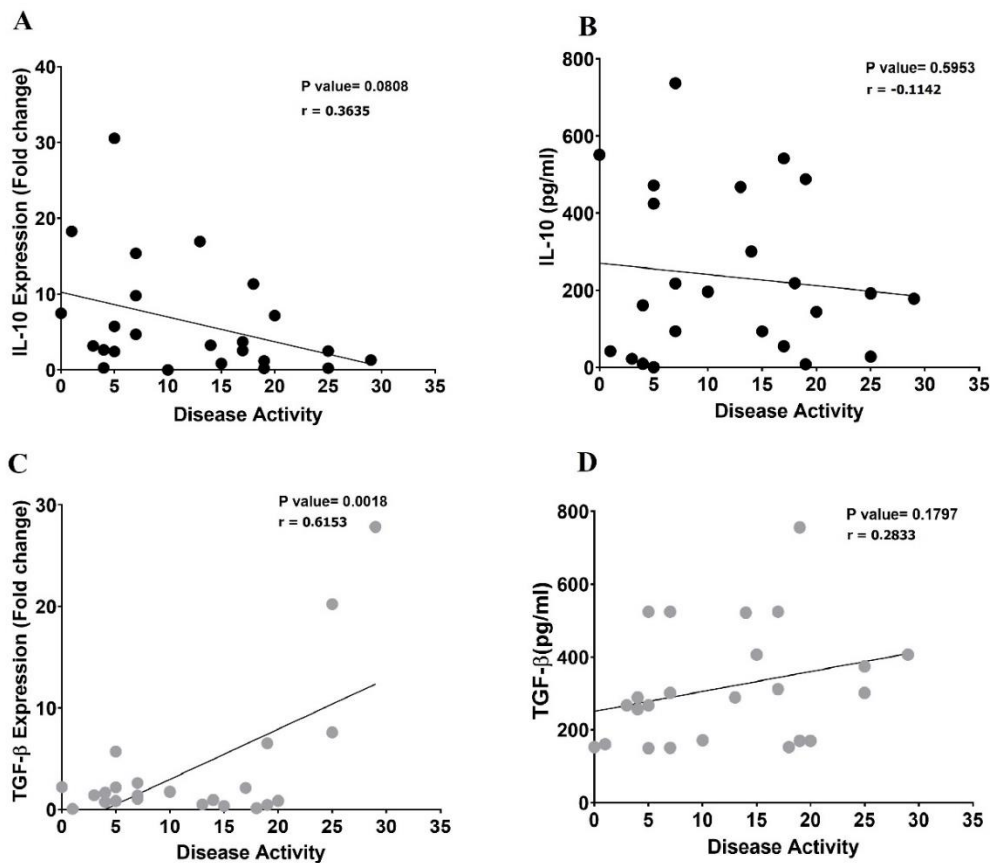 A
P value= 0.0808
r = 0.3635
IL-10 Expression (Fold change)
40
30
20
10
0
0 5 10 15 20 25 30 35
Disease Activity
B
P value= 0.5953
r = -0.1142
IL-10 (pg/ml)
800
600
400
200
0
0 5 10 15 20 25 30 35
Disease Activity
C
P value= 0.0018
r = 0.6153
TGF-β Expression (Fold change)
30
20
10
0
0 5 10 15 20 25 30 35
Disease Activity
D
P value= 0.1797
r = 0.2833
TGF-β(pg/ml)
800
600
400
200
0
0 5 10 15 20 25 30 35
Disease Activity